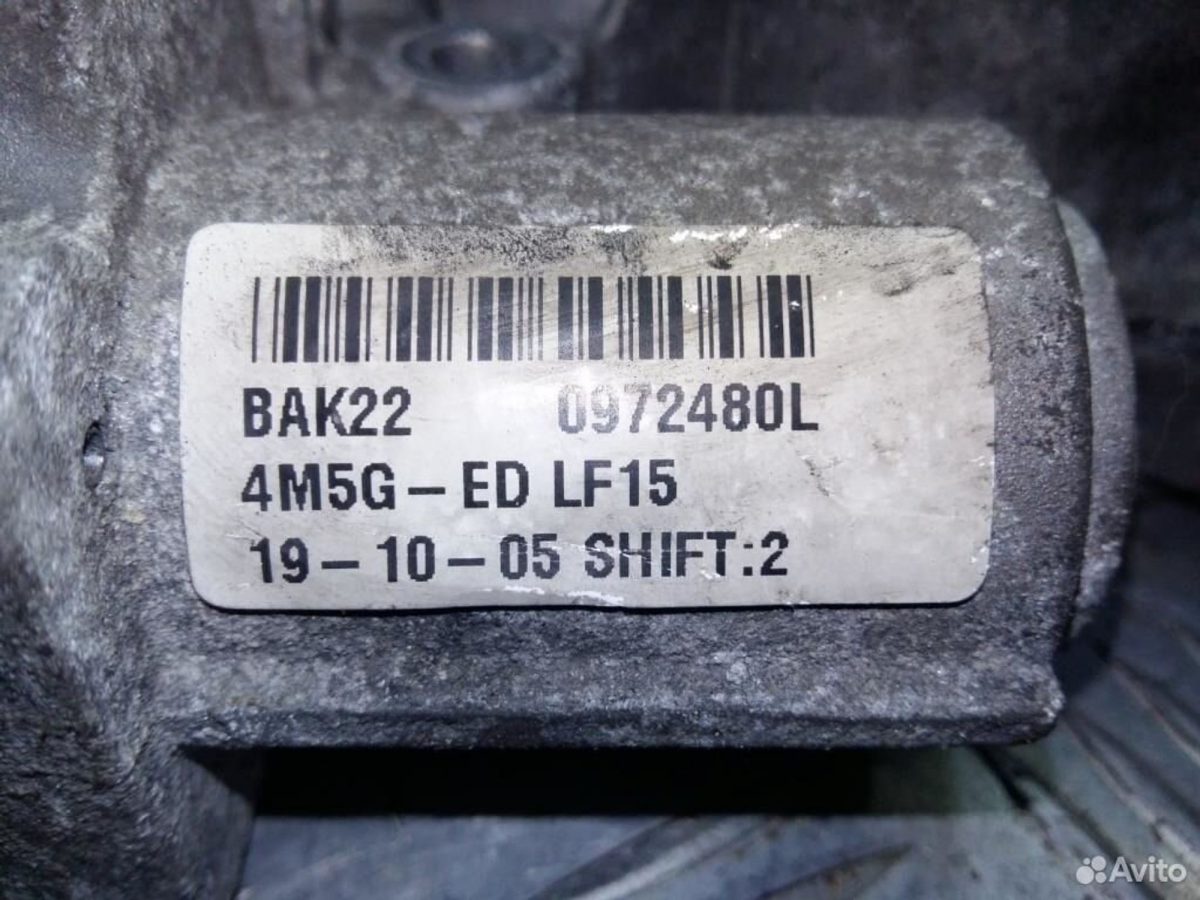 BAK22 0972480L
4M5G-ED LF15
19-10-05 SHIFT:2
Avito